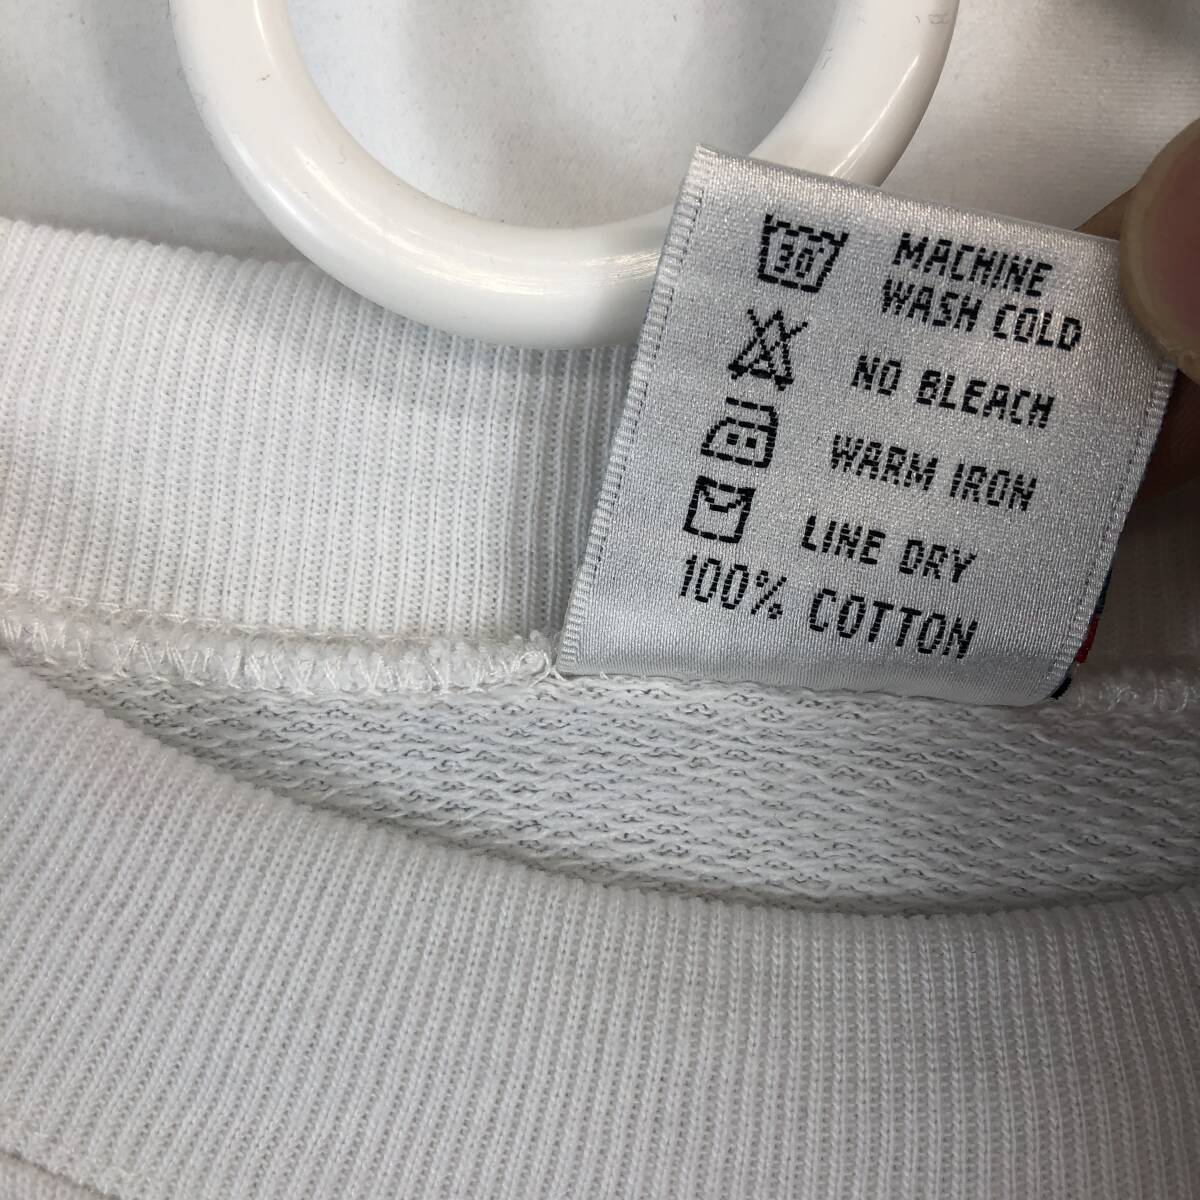 30°
MACHINE
WASH COLD
NO BLEACH
WARM IRON
LINE DRY
100% COTTON